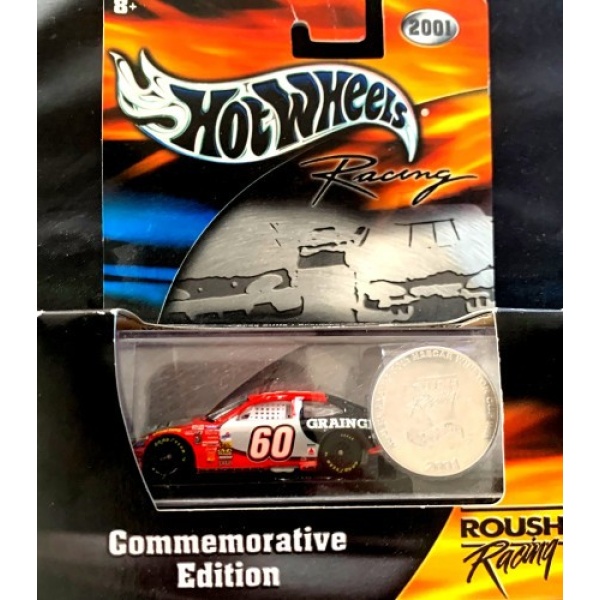 8+
2001
HOT WHEELS®
Racing
60
GRAING
2001
Commemorative
Edition
ROUSH
Racing